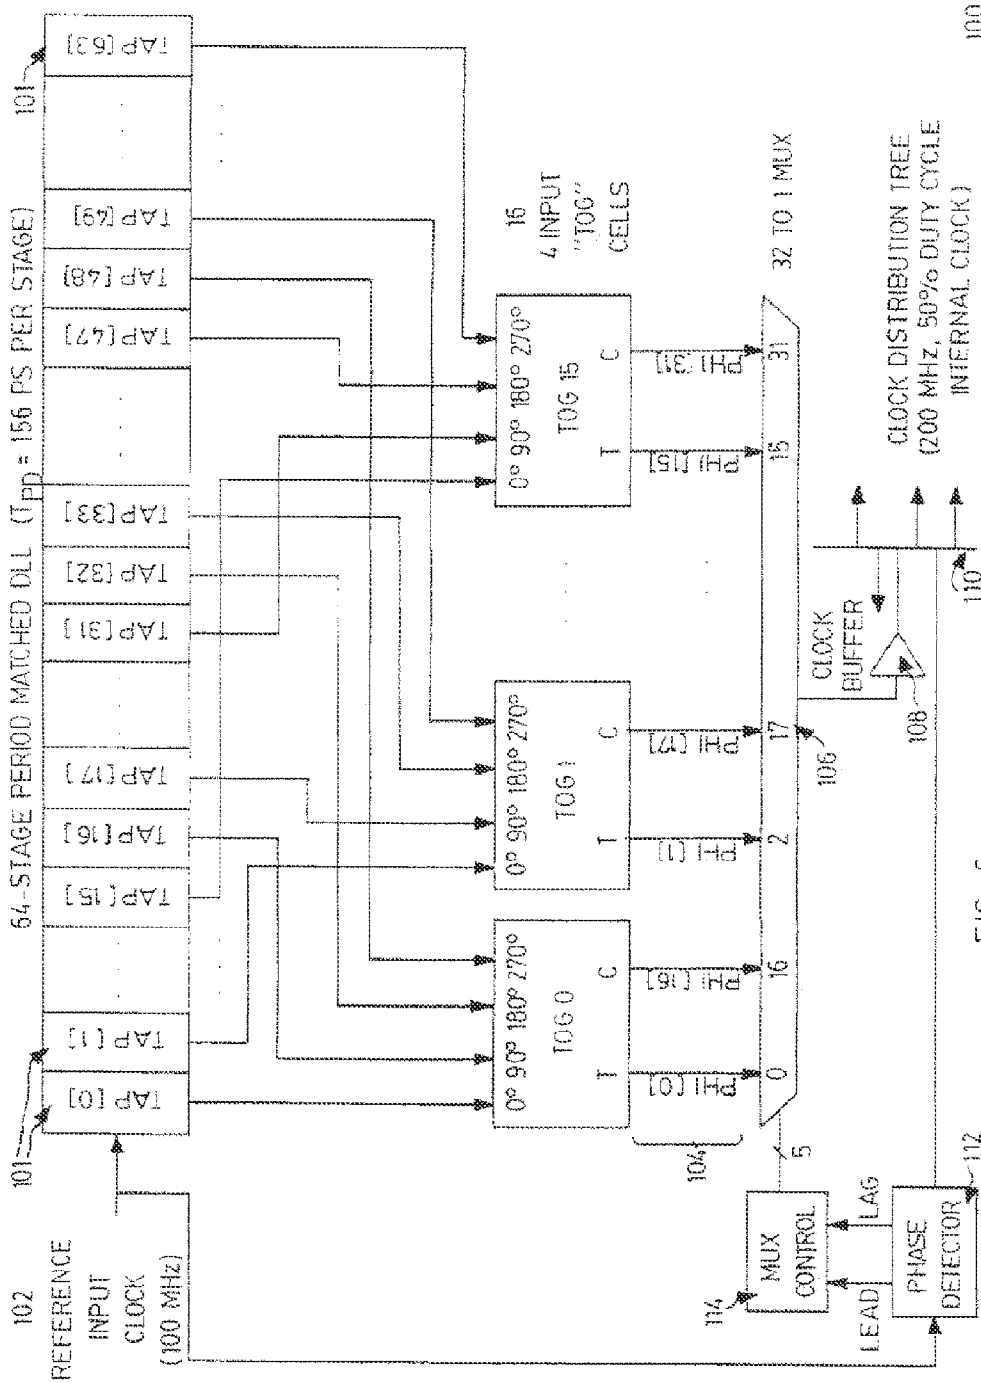 64-STAGE PERIOD MATCHED DLL (TPD = 156 PS PER STAGE)
101
101
TAP [0]
TAP [1]
TAP [15]
TAP [16]
TAP [17]
TAP [31]
TAP [32]
TAP [33]
TAP [47]
TAP [48]
TAP [49]
TAP [63]
102
REFERENCE
INPUT
CLOCK
(100 MHz)
0° 90° 180° 270°
TOG 0
T C
0° 90° 180° 270°
TOG 1
T C
0° 90° 180° 270°
TOG 15
T C
16
4 INPUT
"TOG"
CELLS
104
PHI [0]
PHI [16]
PHI [1]
PHI [17]
PHI [15]
PHI [31]
0 16 2 17 15 31
32 TO 1 MUX
5
106
114
MUX
CONTROL
LEAD
LAG
PHASE
DETECTOR
112
CLOCK
BUFFER
108
110
CLOCK DISTRIBUTION TREE
(200 MHz, 50% DUTY CYCLE
INTERNAL CLOCK)
100